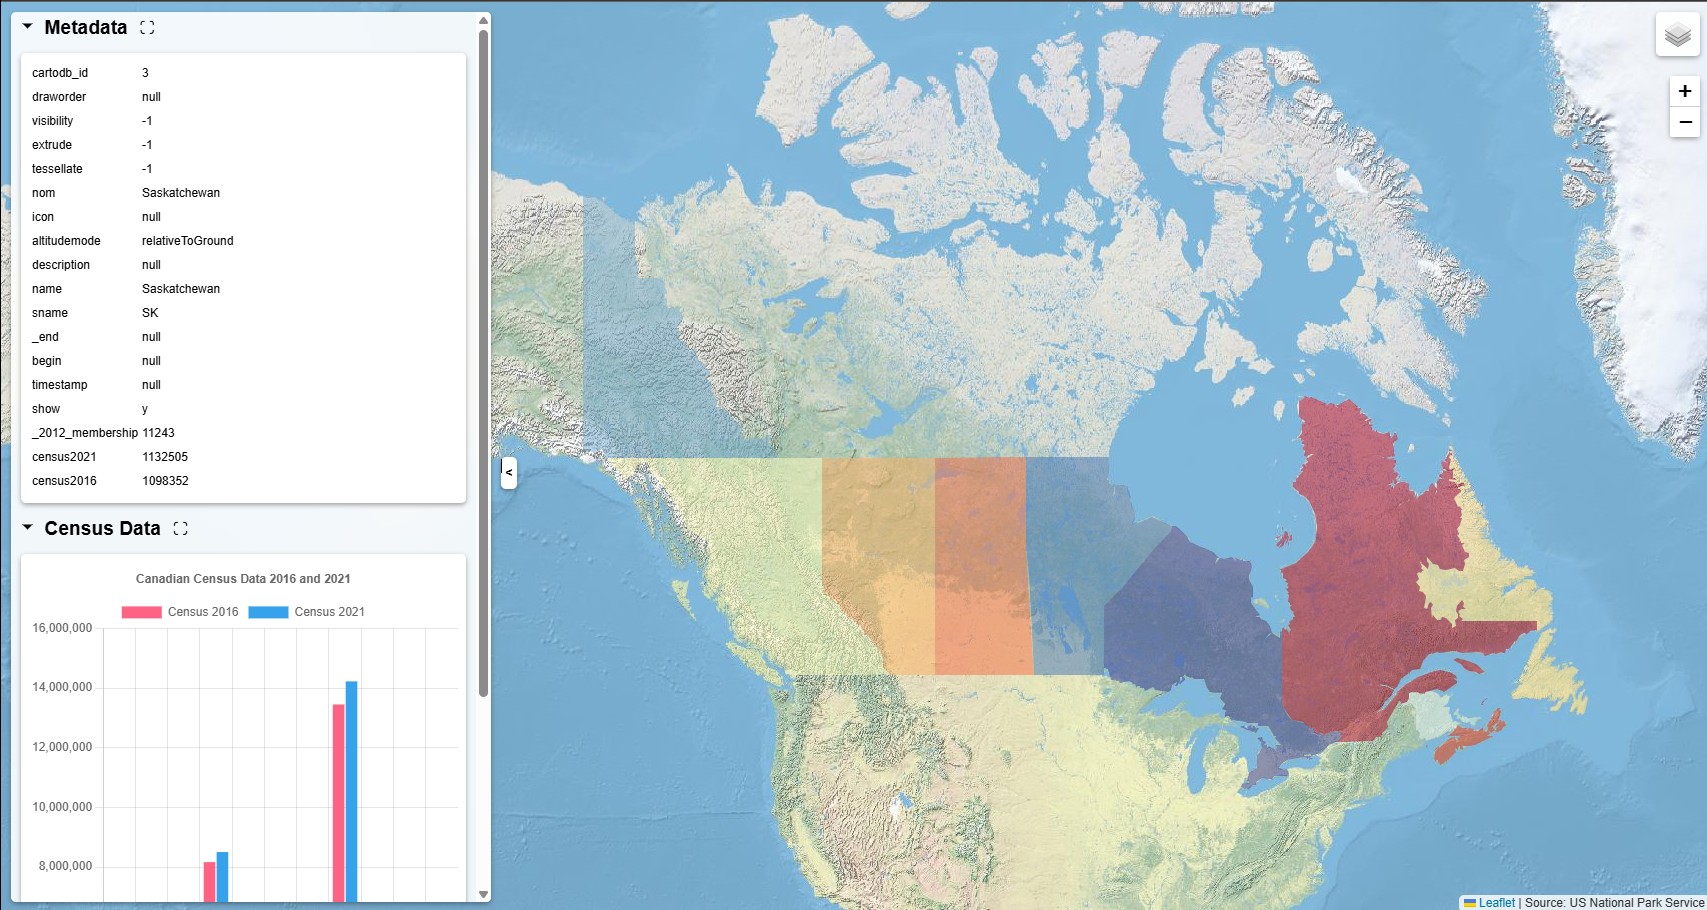 Metadata
cartodb_id 3
draworder null
visibility -1
extrude -1
tessellate -1
nom Saskatchewan
icon null
altitudemode relativeToGround
description null
name Saskatchewan
sname SK
_end null
begin null
timestamp null
show y
_2012_membership 11243
census2021 1132505
census2016 1098352
Census Data
Canadian Census Data 2016 and 2021
Census 2016 Census 2021
16,000,000
14,000,000
12,000,000
10,000,000
8,000,000
<
+
−
Leaflet | Source: US National Park Service